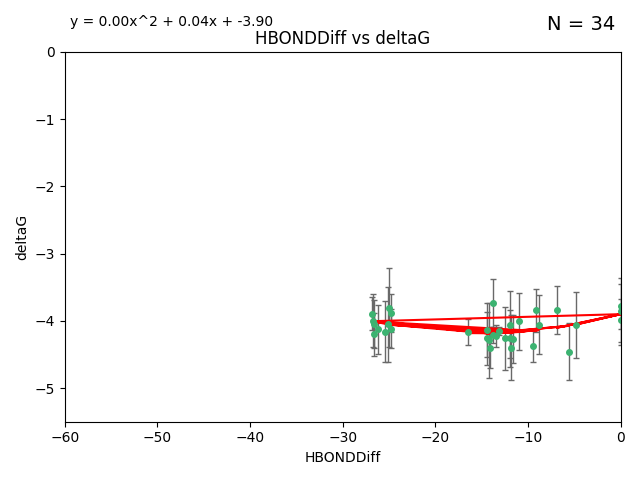 y = 0.00x^2 + 0.04x + -3.90
N = 34
HBONDDiff vs deltaG
0
−1
−2
−3
−4
−5
deltaG
−60
−50
−40
−30
−20
−10
0
HBONDDiff